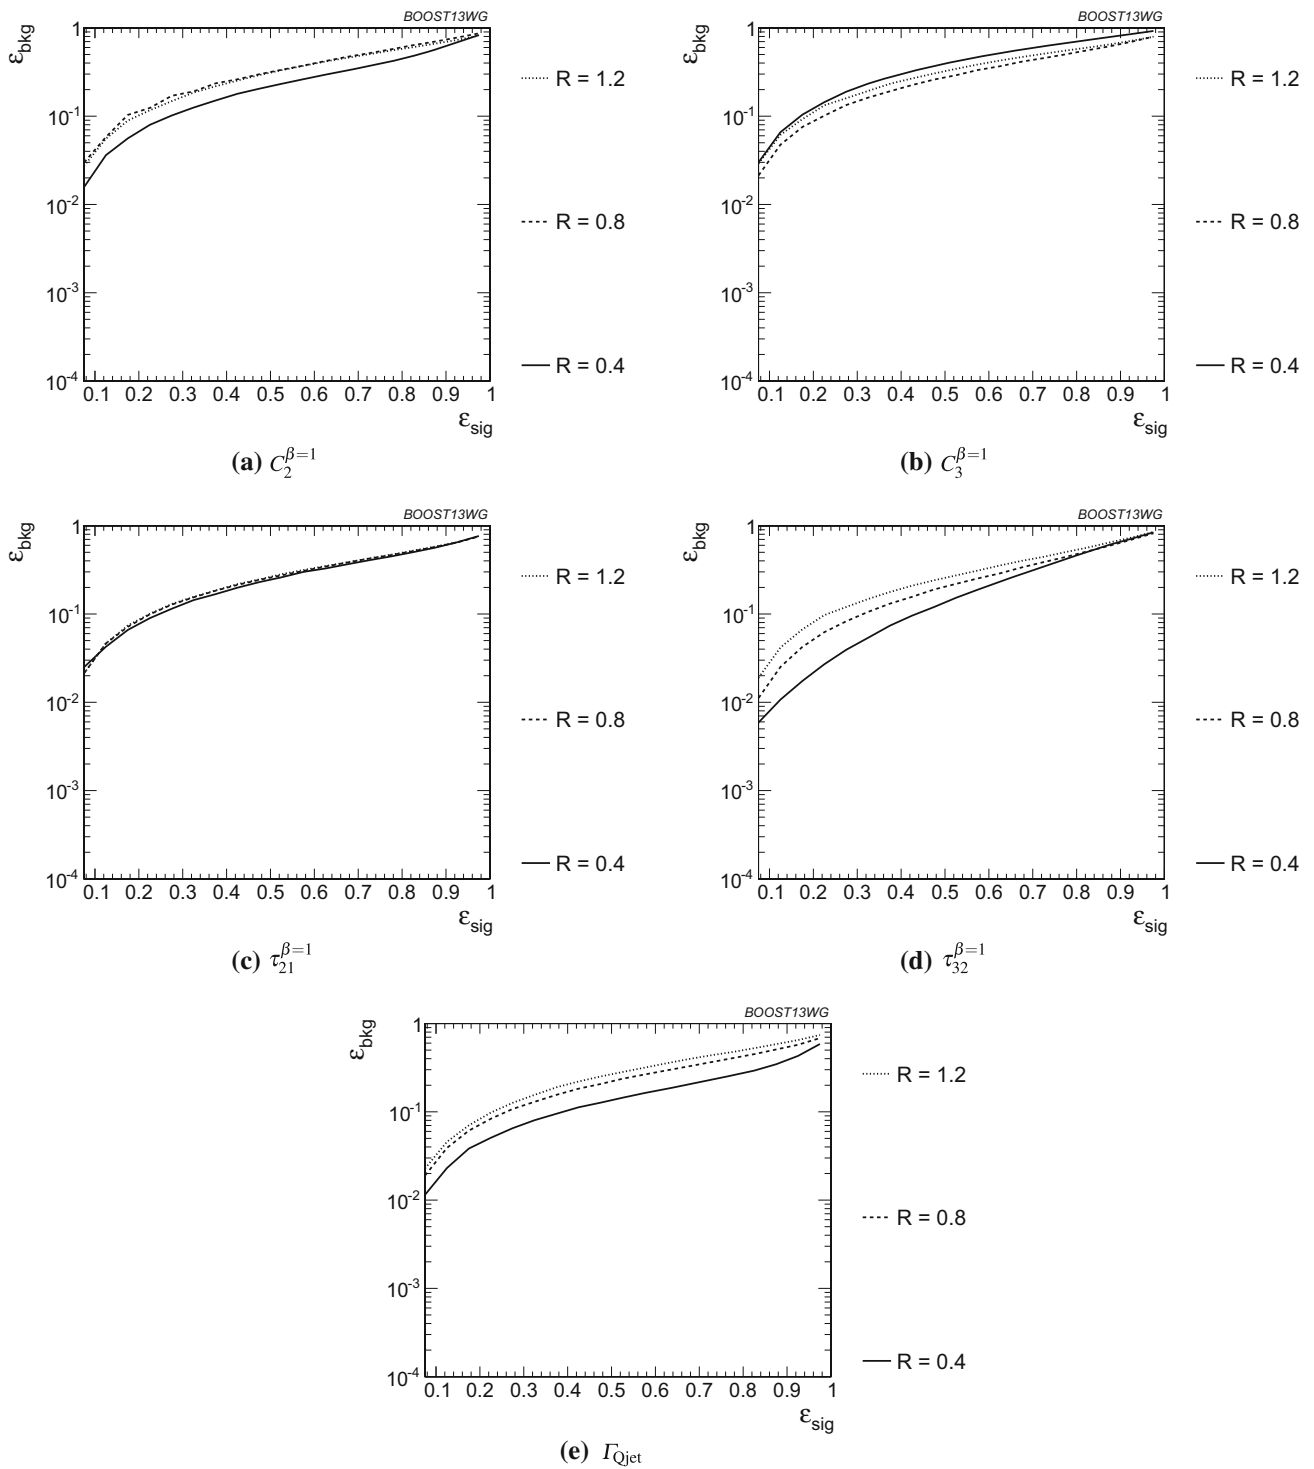 BOOST13WG
ε_bkg
1
10^-1
10^-2
10^-3
10^-4
0.1 0.2 0.3 0.4 0.5 0.6 0.7 0.8 0.9 1
ε_sig
R = 1.2
R = 0.8
R = 0.4
(a) C_2^{β=1}
BOOST13WG
ε_bkg
1
10^-1
10^-2
10^-3
10^-4
0.1 0.2 0.3 0.4 0.5 0.6 0.7 0.8 0.9 1
ε_sig
R = 1.2
R = 0.8
R = 0.4
(b) C_3^{β=1}
BOOST13WG
ε_bkg
1
10^-1
10^-2
10^-3
10^-4
0.1 0.2 0.3 0.4 0.5 0.6 0.7 0.8 0.9 1
ε_sig
R = 1.2
R = 0.8
R = 0.4
(c) τ_{21}^{β=1}
BOOST13WG
ε_bkg
1
10^-1
10^-2
10^-3
10^-4
0.1 0.2 0.3 0.4 0.5 0.6 0.7 0.8 0.9 1
ε_sig
R = 1.2
R = 0.8
R = 0.4
(d) τ_{32}^{β=1}
BOOST13WG
ε_bkg
1
10^-1
10^-2
10^-3
10^-4
0.1 0.2 0.3 0.4 0.5 0.6 0.7 0.8 0.9 1
ε_sig
R = 1.2
R = 0.8
R = 0.4
(e) Γ_Qjet